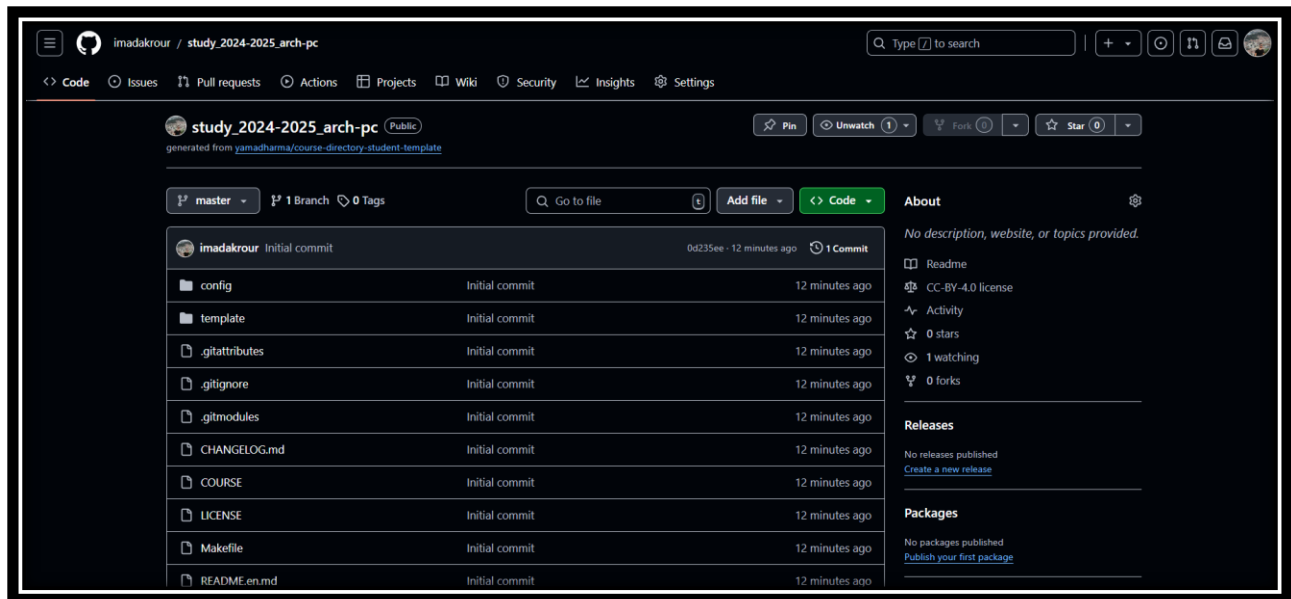 imadakrour / study_2024-2025_arch-pc
Type / to search
Code Issues Pull requests Actions Projects Wiki Security Insights Settings
study_2024-2025_arch-pc Public
Pin Unwatch 1 Fork 0 Star 0
generated from yamadharma/course-directory-student-template
master 1 Branch 0 Tags Go to file t Add file Code
About
No description, website, or topics provided.
imadakrour Initial commit 0d235ee · 12 minutes ago 1 Commit
Readme
config Initial commit 12 minutes ago
CC-BY-4.0 license
Activity
template Initial commit 12 minutes ago
0 stars
.gitattributes Initial commit 12 minutes ago
1 watching
0 forks
.gitignore Initial commit 12 minutes ago
.gitmodules Initial commit 12 minutes ago
Releases
CHANGELOG.md Initial commit 12 minutes ago
No releases published
Create a new release
COURSE Initial commit 12 minutes ago
LICENSE Initial commit 12 minutes ago
Packages
Makefile Initial commit 12 minutes ago
No packages published
Publish your first package
README.en.md Initial commit 12 minutes ago